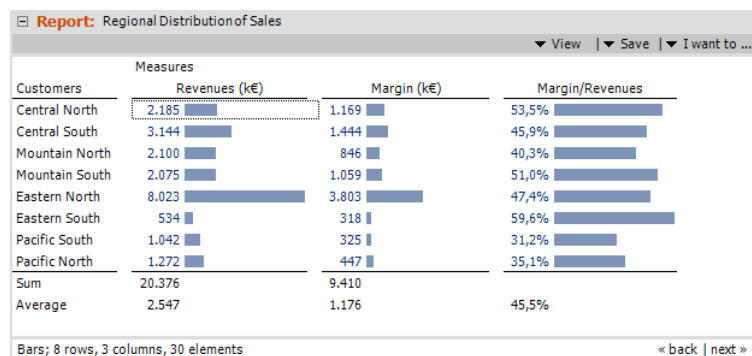 Report: Regional Distribution of Sales
View | Save | I want to ...
Measures
Customers Revenues (k€) Margin (k€) Margin/Revenues
Central North 2.185 1.169 53,5%
Central South 3.144 1.444 45,9%
Mountain North 2.100 846 40,3%
Mountain South 2.075 1.059 51,0%
Eastern North 8.023 3.803 47,4%
Eastern South 534 318 59,6%
Pacific South 1.042 325 31,2%
Pacific North 1.272 447 35,1%
Sum 20.376 9.410
Average 2.547 1.176 45,5%
Bars; 8 rows, 3 columns, 30 elements « back | next »